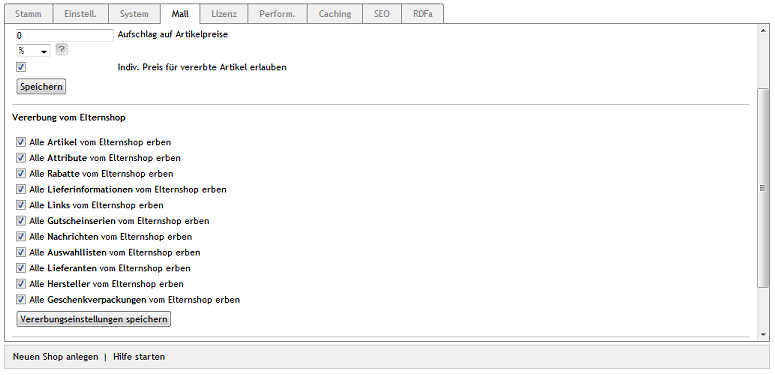 Stamm Einstell. System Mall Lizenz Perform. Caching SEO RDFa
0 Aufschlag auf Artikelpreise
% ?
Indiv. Preis für vererbte Artikel erlauben
Speichern
Vererbung vom Elternshop
Alle Artikel vom Elternshop erben
Alle Attribute vom Elternshop erben
Alle Rabatte vom Elternshop erben
Alle Lieferinformationen vom Elternshop erben
Alle Links vom Elternshop erben
Alle Gutscheinserien vom Elternshop erben
Alle Nachrichten vom Elternshop erben
Alle Auswahllisten vom Elternshop erben
Alle Lieferanten vom Elternshop erben
Alle Hersteller vom Elternshop erben
Alle Geschenkverpackungen vom Elternshop erben
Vererbungseinstellungen speichern
Neuen Shop anlegen | Hilfe starten